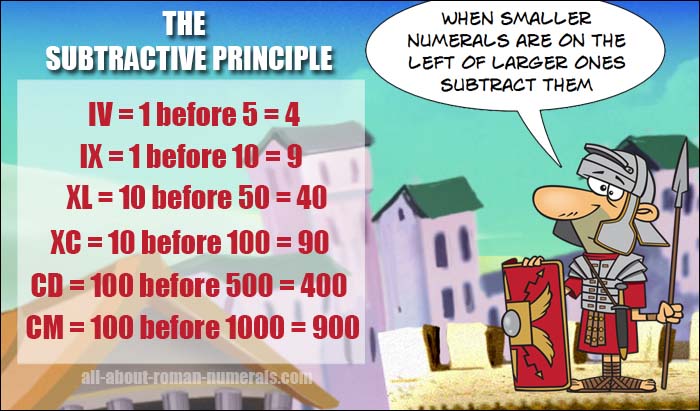 THE
SUBTRACTIVE PRINCIPLE
IV = 1 before 5 = 4
IX = 1 before 10 = 9
XL = 10 before 50 = 40
XC = 10 before 100 = 90
CD = 100 before 500 = 400
CM = 100 before 1000 = 900
all-about-roman-numerals.com
WHEN SMALLER
NUMERALS ARE ON THE
LEFT OF LARGER ONES
SUBTRACT THEM